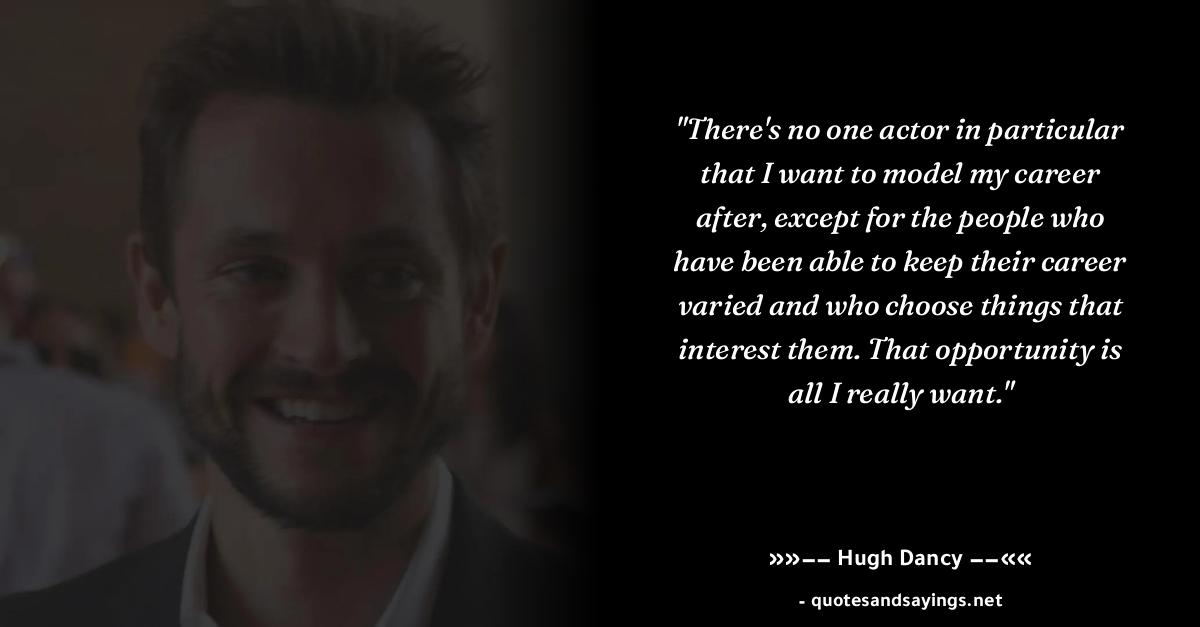 "There's no one actor in particular
that I want to model my career
after, except for the people who
have been able to keep their career
varied and who choose things that
interest them. That opportunity is
all I really want."
»»–– Hugh Dancy ––««
- quotesandsayings.net